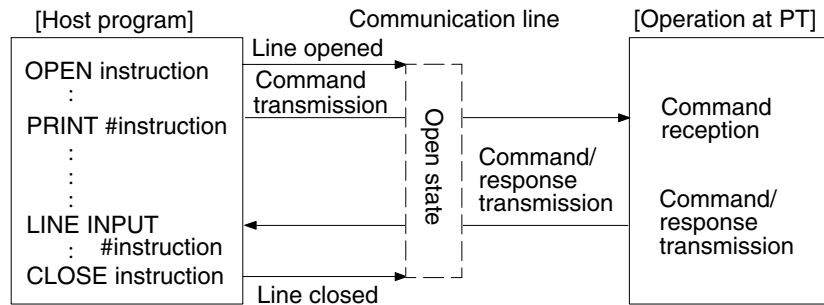 [Host program]
Communication line
[Operation at PT]
OPEN instruction
:
PRINT #instruction
:
:
:
LINE INPUT
#instruction
:
CLOSE instruction
Line opened
Command
transmission
Line closed
Open state
Command/
response
transmission
Command
reception
Command/
response
transmission